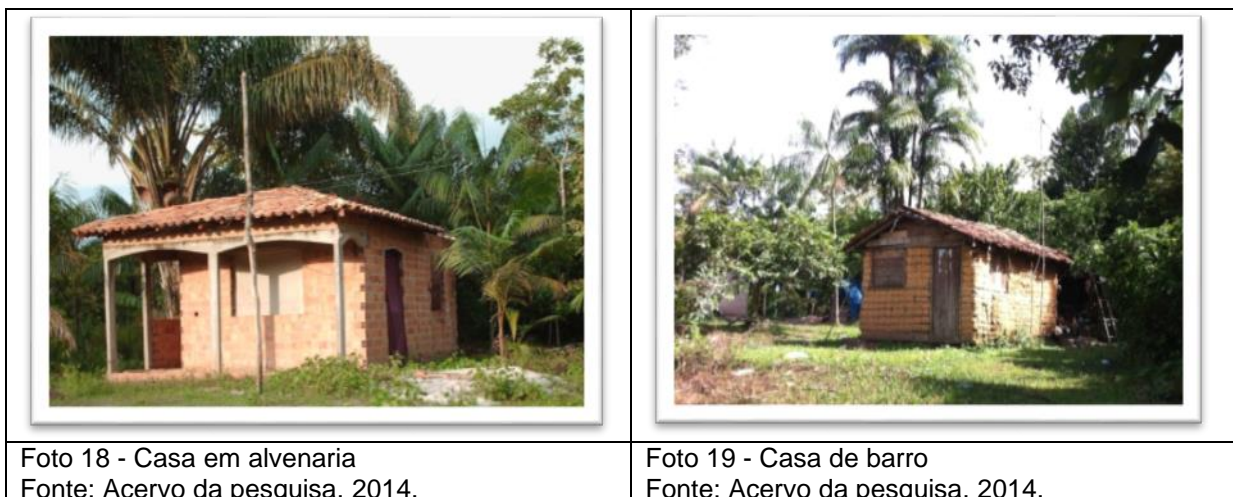 Foto 18 - Casa em alvenaria
Fonte: Acervo da pesquisa, 2014.
Foto 19 - Casa de barro
Fonte: Acervo da pesquisa, 2014.